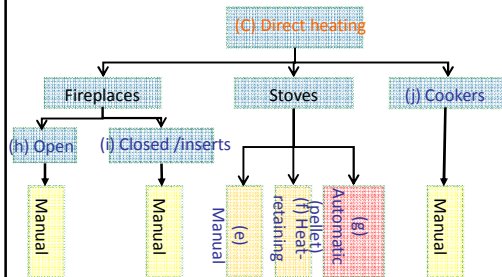 (C) Direct heating
Fireplaces
Stoves
(j) Cookers
(h) Open
(i) Closed /inserts
Manual
Manual
(e)
Manual
(f) Heat-
retaining
(g)
Automatic
(pellet)
Manual